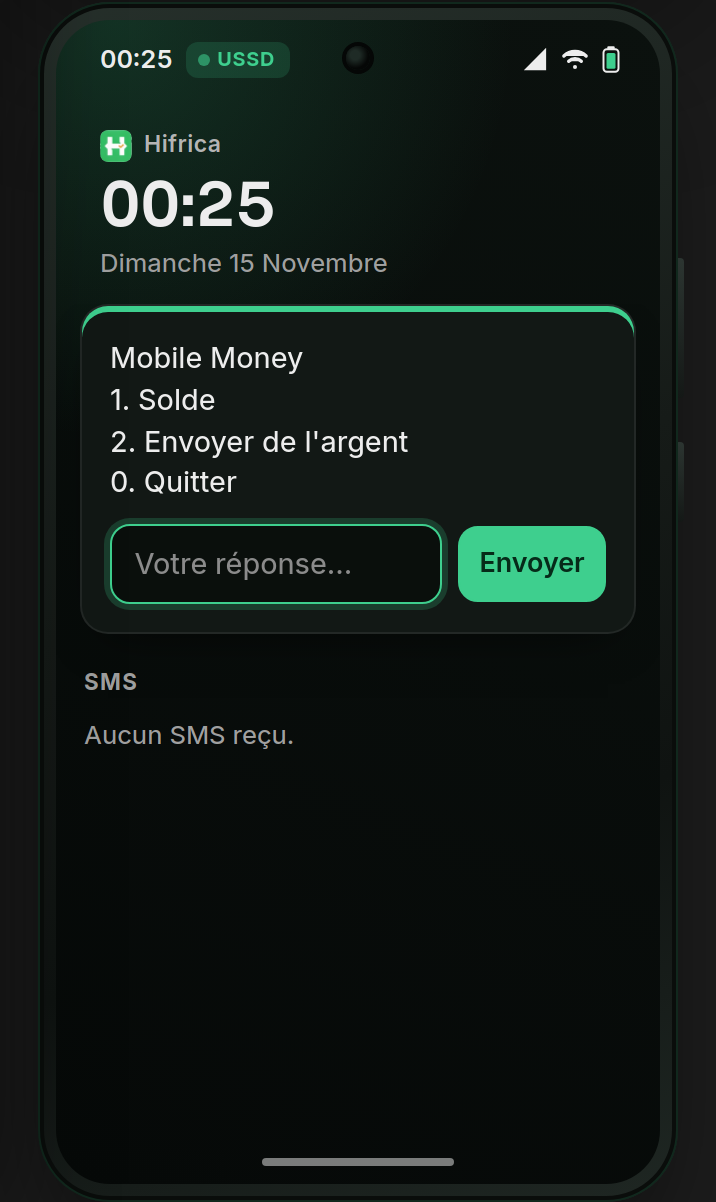 00:25 USSD
Hifrica
00:25
Dimanche 15 Novembre
Mobile Money
1. Solde
2. Envoyer de l'argent
0. Quitter
Votre réponse...
Envoyer
SMS
Aucun SMS reçu.